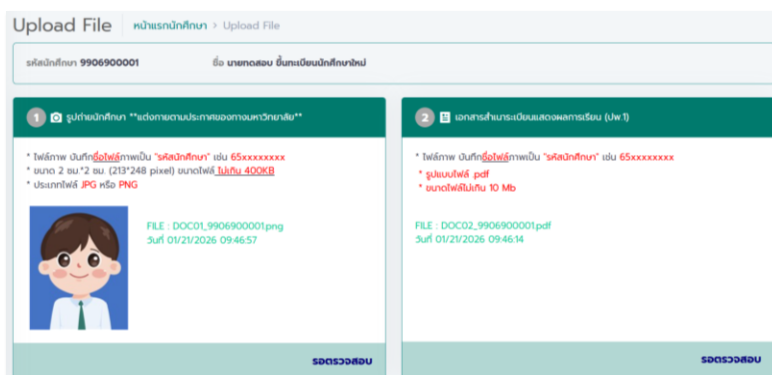 Upload File หน้าแรกนักศึกษา > Upload File
รหัสนักศึกษา 9906900001 ชื่อ นายทดสอบ ขึ้นทะเบียนนักศึกษาใหม่
1 รูปถ่ายนักศึกษา **แต่งกายตามประกาศของทางมหาวิทยาลัย**
* ไฟล์ภาพ บันทึกชื่อไฟล์ภาพเป็น "รหัสนักศึกษา" เช่น 65xxxxxxxx
* ขนาด 2 ซม.*2 ซม. (213*248 pixel) ขนาดไฟล์ ไม่เกิน 400KB
* ประเภทไฟล์ JPG หรือ PNG
FILE : DOC01_9906900001.png
วันที่ 01/21/2026 09:46:57
รอตรวจสอบ
2 เอกสารสำเนาระเบียนแสดงผลการเรียน (ปพ.1)
* ไฟล์ภาพ บันทึกชื่อไฟล์ภาพเป็น "รหัสนักศึกษา" เช่น 65xxxxxxxxx
* รูปแบบไฟล์ .pdf
* ขนาดไฟล์ไม่เกิน 10 Mb
FILE : DOC02_9906900001.pdf
วันที่ 01/21/2026 09:46:14
รอตรวจสอบ